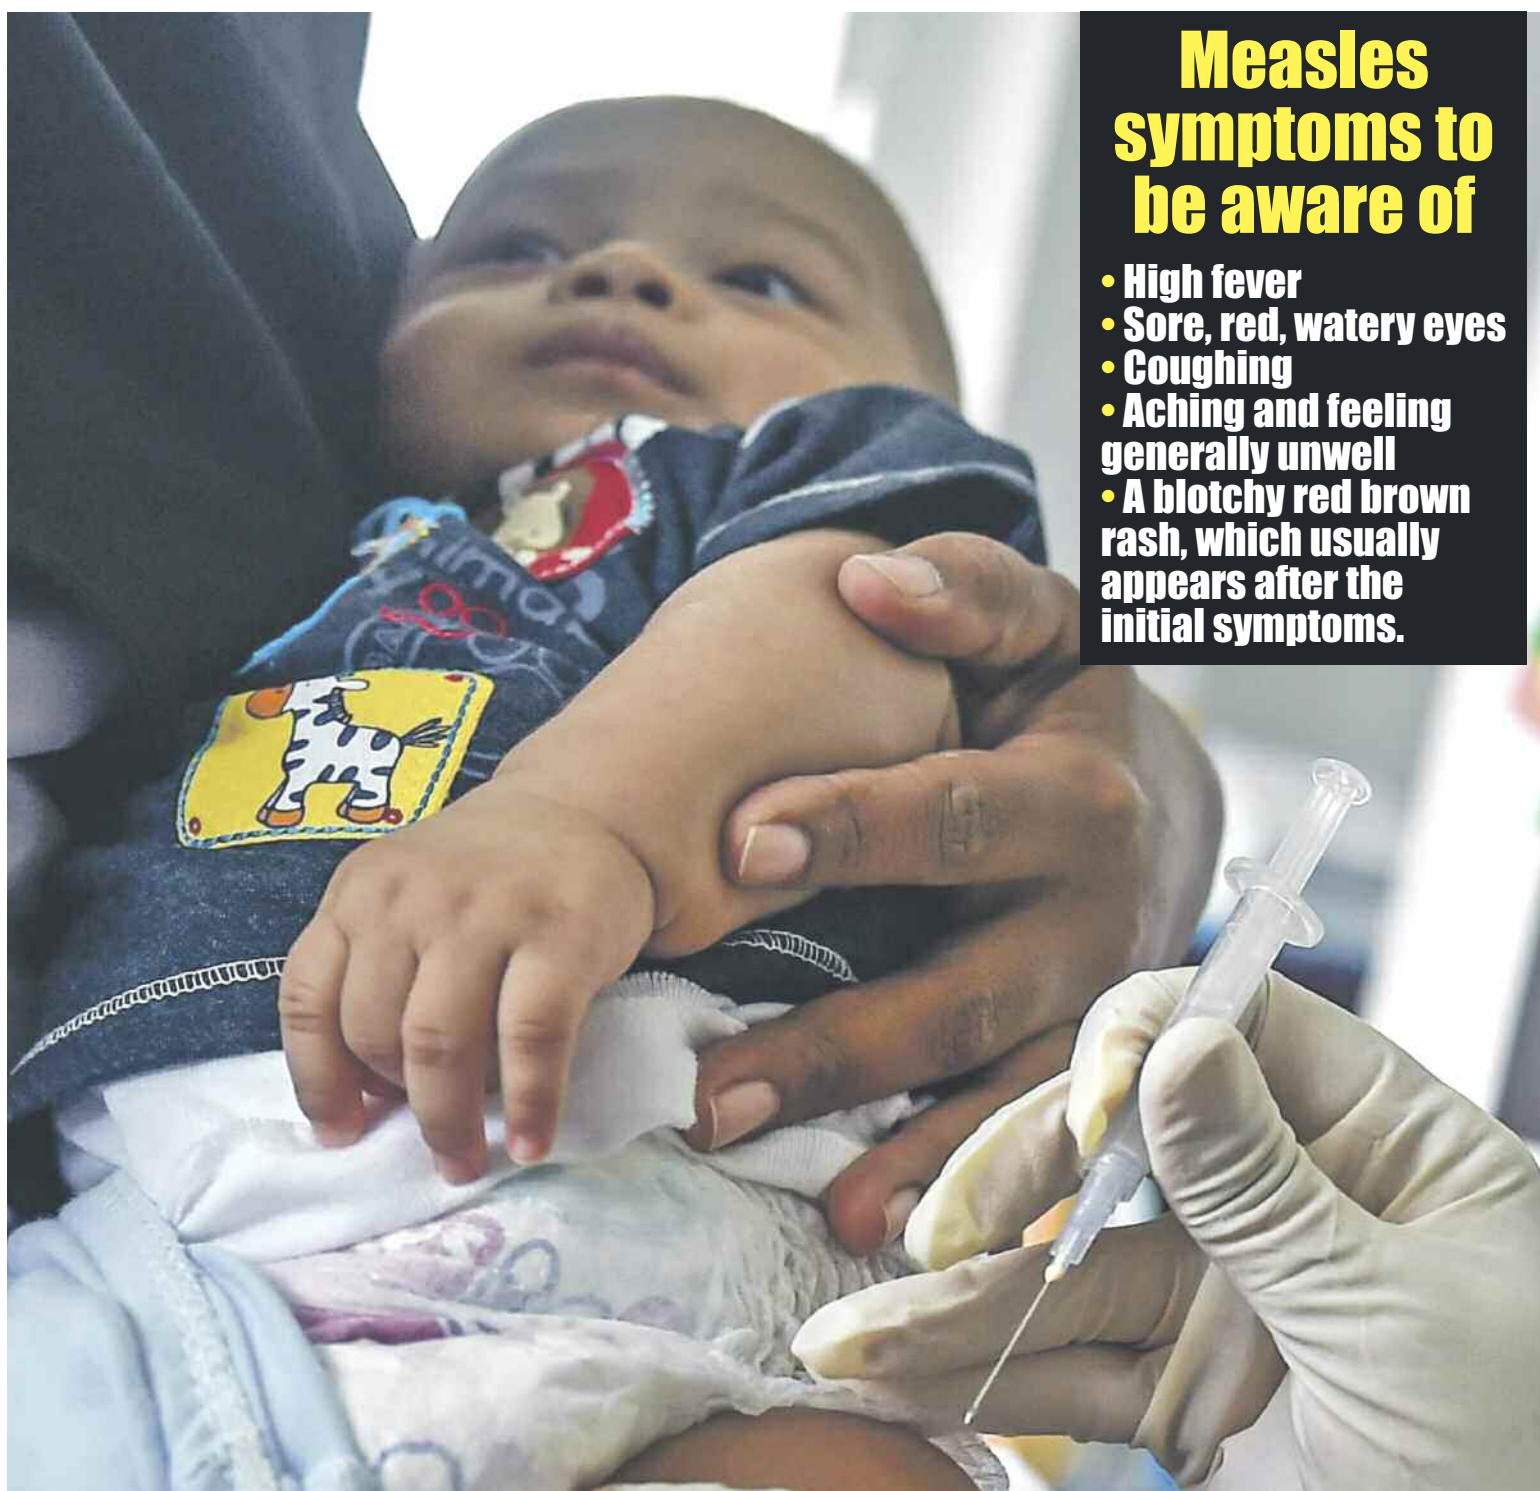 Measles
symptoms to
be aware of
• High fever
• Sore, red, watery eyes
• Coughing
• Aching and feeling
generally unwell
• A blotchy red brown
rash, which usually
appears after the
initial symptoms.